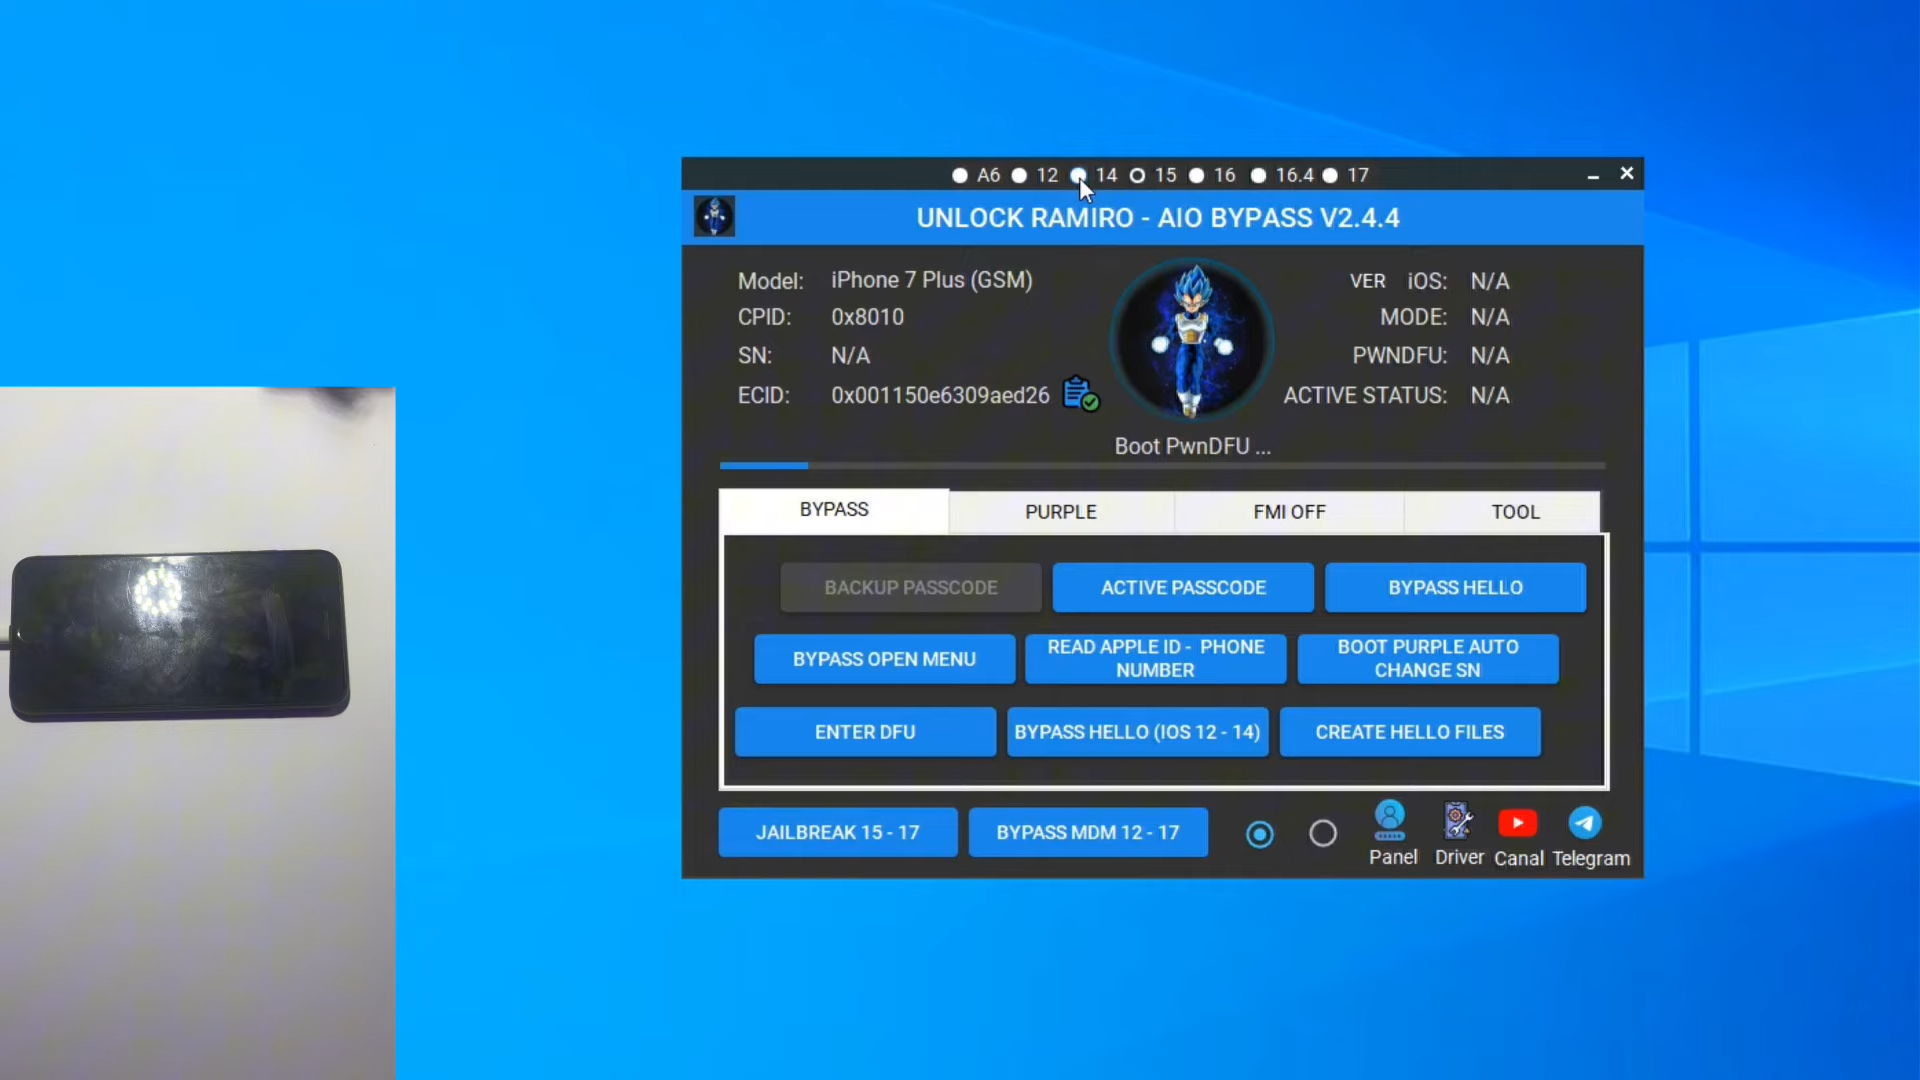 A6 12 14 15 16 16.4 17
UNLOCK RAMIRO - AIO BYPASS V2.4.4
Model: iPhone 7 Plus (GSM)
CPID: 0x8010
SN: N/A
ECID: 0x001150e6309aed26
VER iOS: N/A
MODE: N/A
PWNDFU: N/A
ACTIVE STATUS: N/A
Boot PwnDFU ...
BYPASS PURPLE FMI OFF TOOL
BACKUP PASSCODE
ACTIVE PASSCODE
BYPASS HELLO
BYPASS OPEN MENU
READ APPLE ID - PHONE
NUMBER
BOOT PURPLE AUTO
CHANGE SN
ENTER DFU
BYPASS HELLO (IOS 12 - 14)
CREATE HELLO FILES
JAILBREAK 15 - 17
BYPASS MDM 12 - 17
Panel Driver Canal Telegram